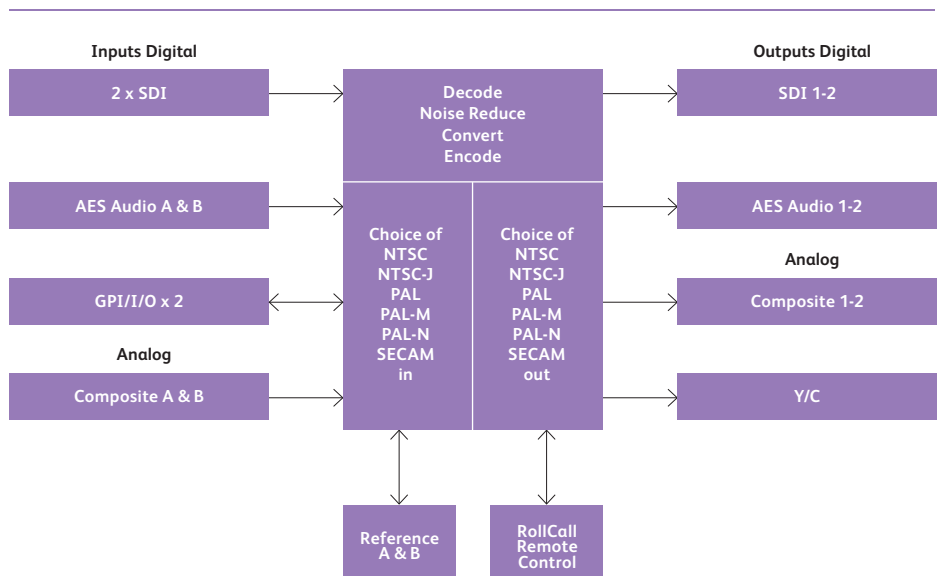 Inputs Digital
2 x SDI
AES Audio A & B
GPI/I/O x 2
Analog
Composite A & B
Decode
Noise Reduce
Convert
Encode
Choice of
NTSC
NTSC-J
PAL
PAL-M
PAL-N
SECAM
in
Choice of
NTSC
NTSC-J
PAL
PAL-M
PAL-N
SECAM
out
Outputs Digital
SDI 1-2
AES Audio 1-2
Analog
Composite 1-2
Y/C
Reference
A & B
RollCall
Remote
Control